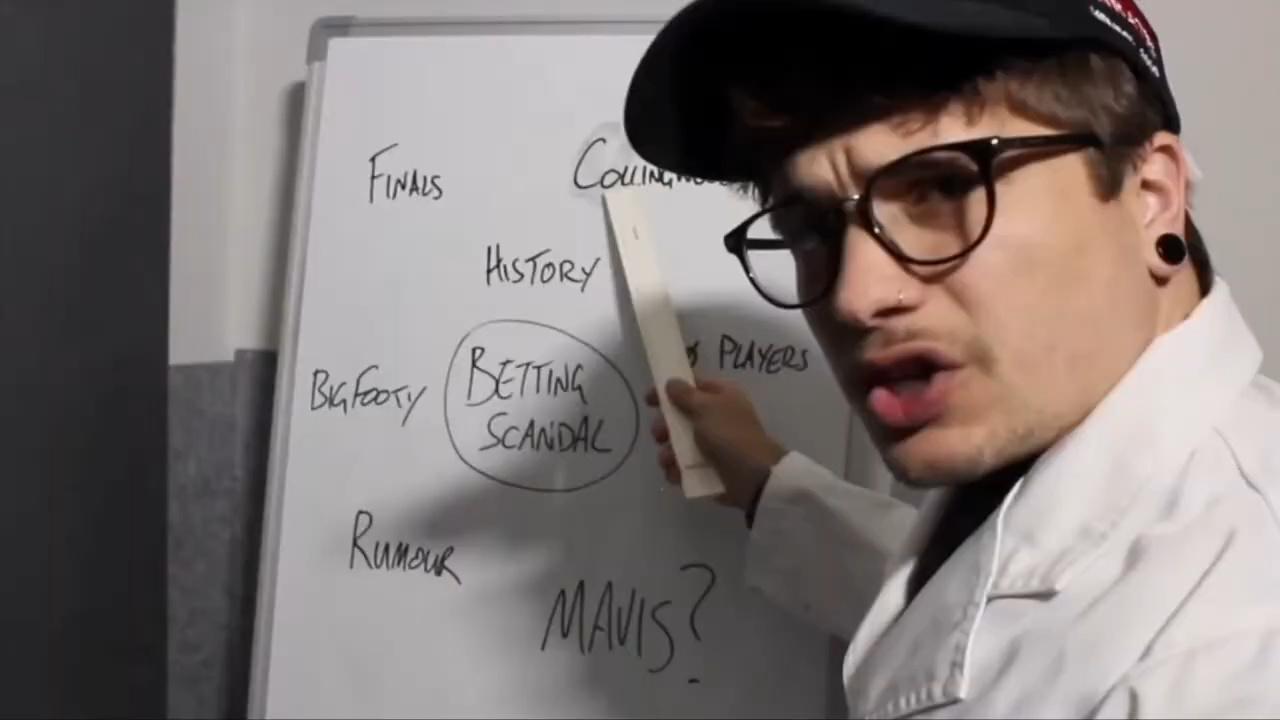 FINALS
HISTORY
BIGFOOTY
BETTING
SCANDAL
PLAYERS
RUMOUR
MAVIS?